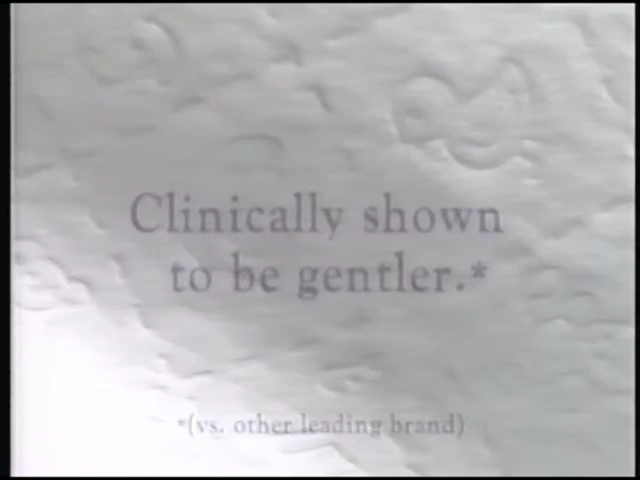 Clinically shown
to be gentler.*
*(vs. other leading brand)